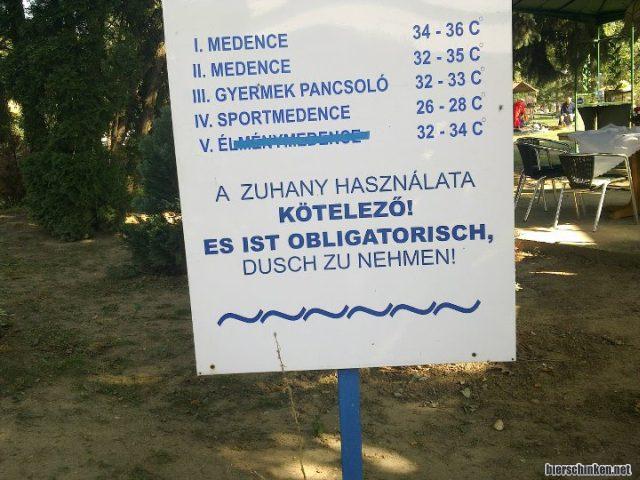 I. MEDENCE 34 - 36 C°
II. MEDENCE 32 - 35 C°
III. GYERMEK PANCSOLÓ 32 - 33 C°
IV. SPORTMEDENCE 26 - 28 C°
V. ÉLMÉNYMEDENCE 32 - 34 C°
A ZUHANY HASZNÁLATA
KÖTELEZŐ!
ES IST OBLIGATORISCH,
DUSCH ZU NEHMEN!
bierschinken.net